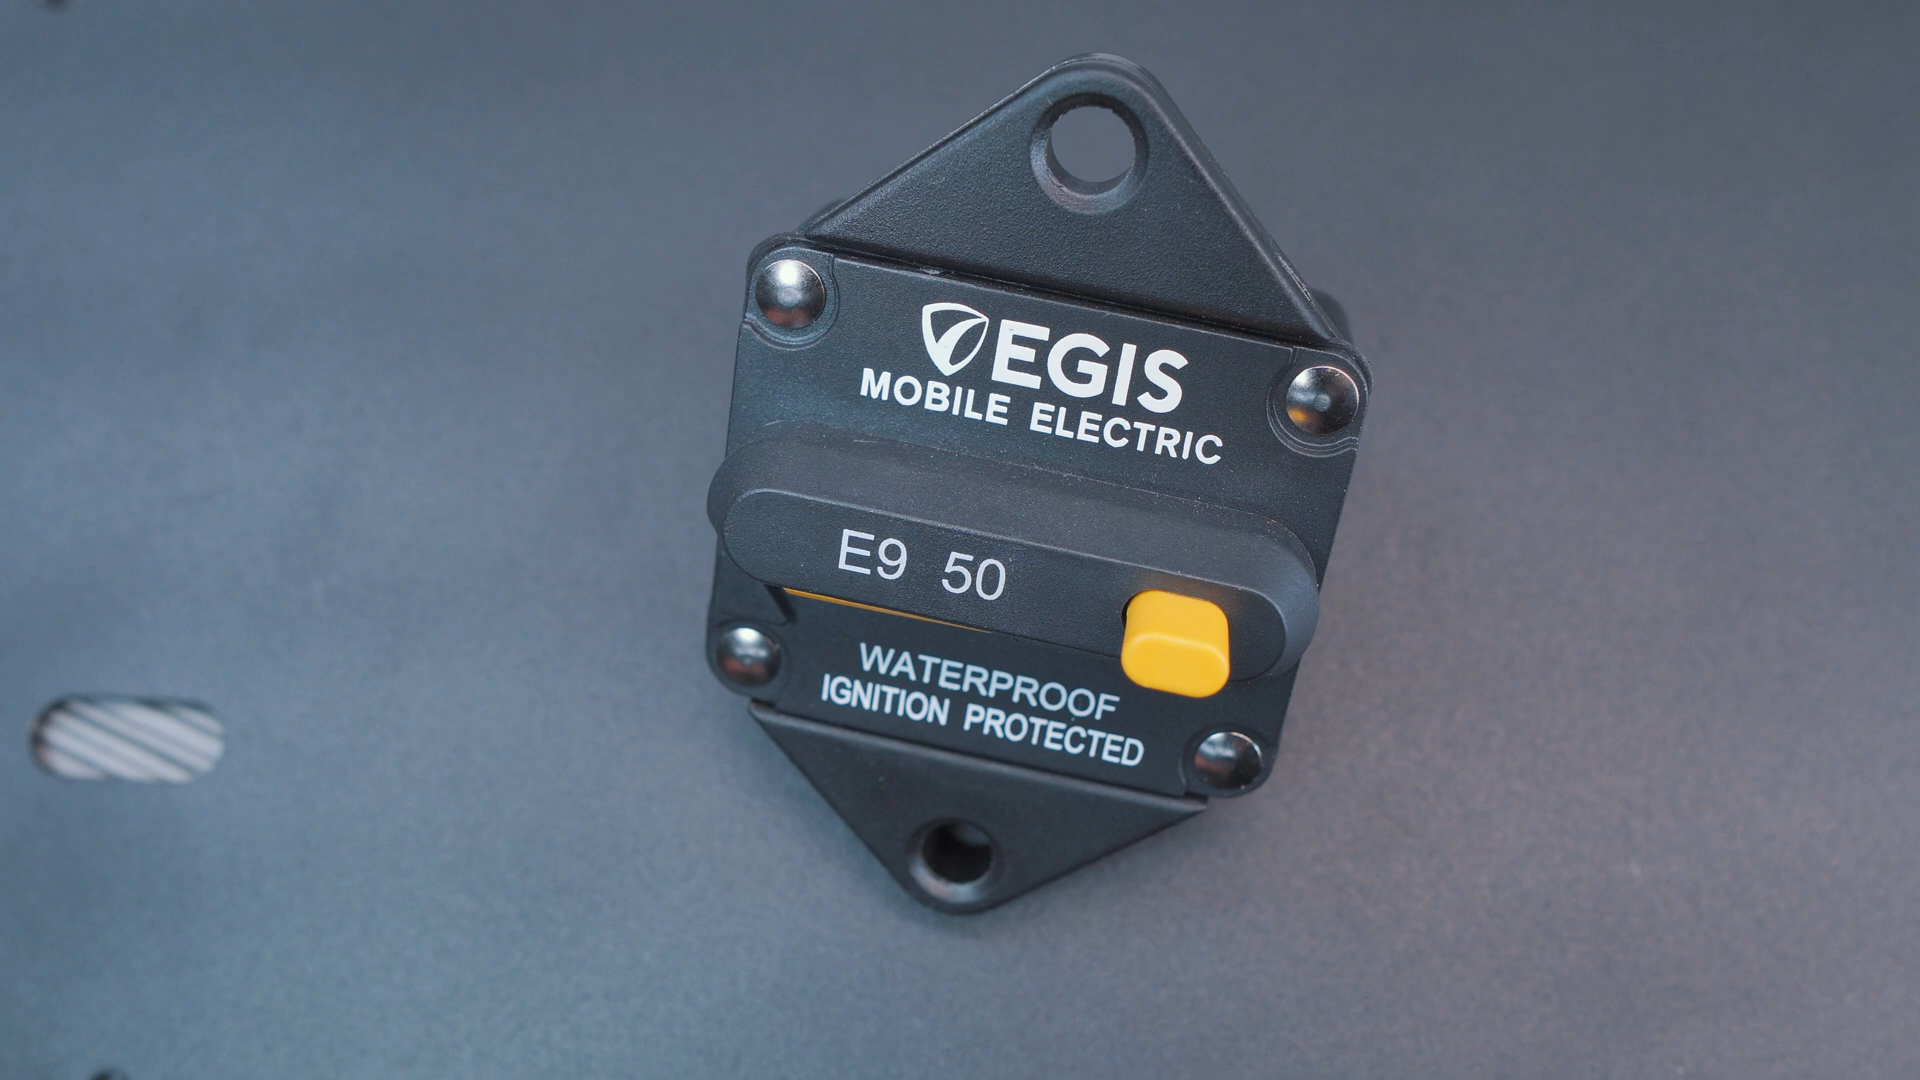 EGIS
MOBILE ELECTRIC
E9 50
WATERPROOF
IGNITION PROTECTED